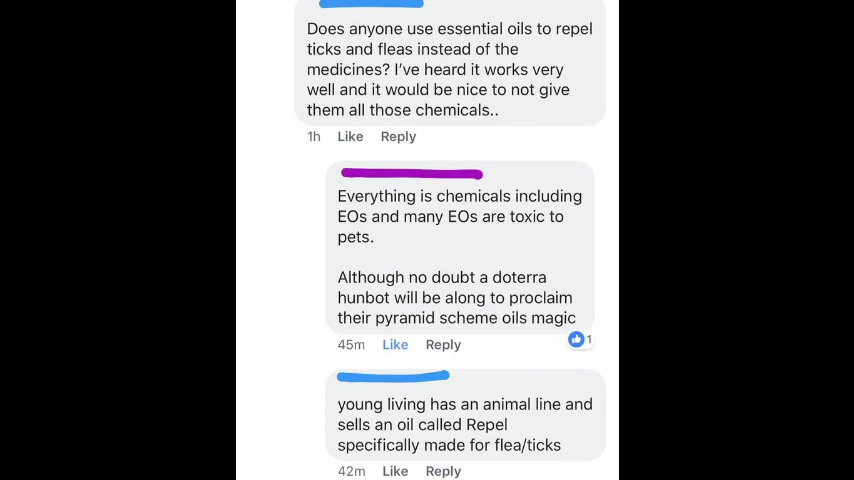 Does anyone use essential oils to repel
ticks and fleas instead of the
medicines? I've heard it works very
well and it would be nice to not give
them all those chemicals..
1h Like Reply
Everything is chemicals including
EOs and many EOs are toxic to
pets.
Although no doubt a doterra
hunbot will be along to proclaim
their pyramid scheme oils magic
45m Like Reply
1
young living has an animal line and
sells an oil called Repel
specifically made for flea/ticks
42m Like Reply